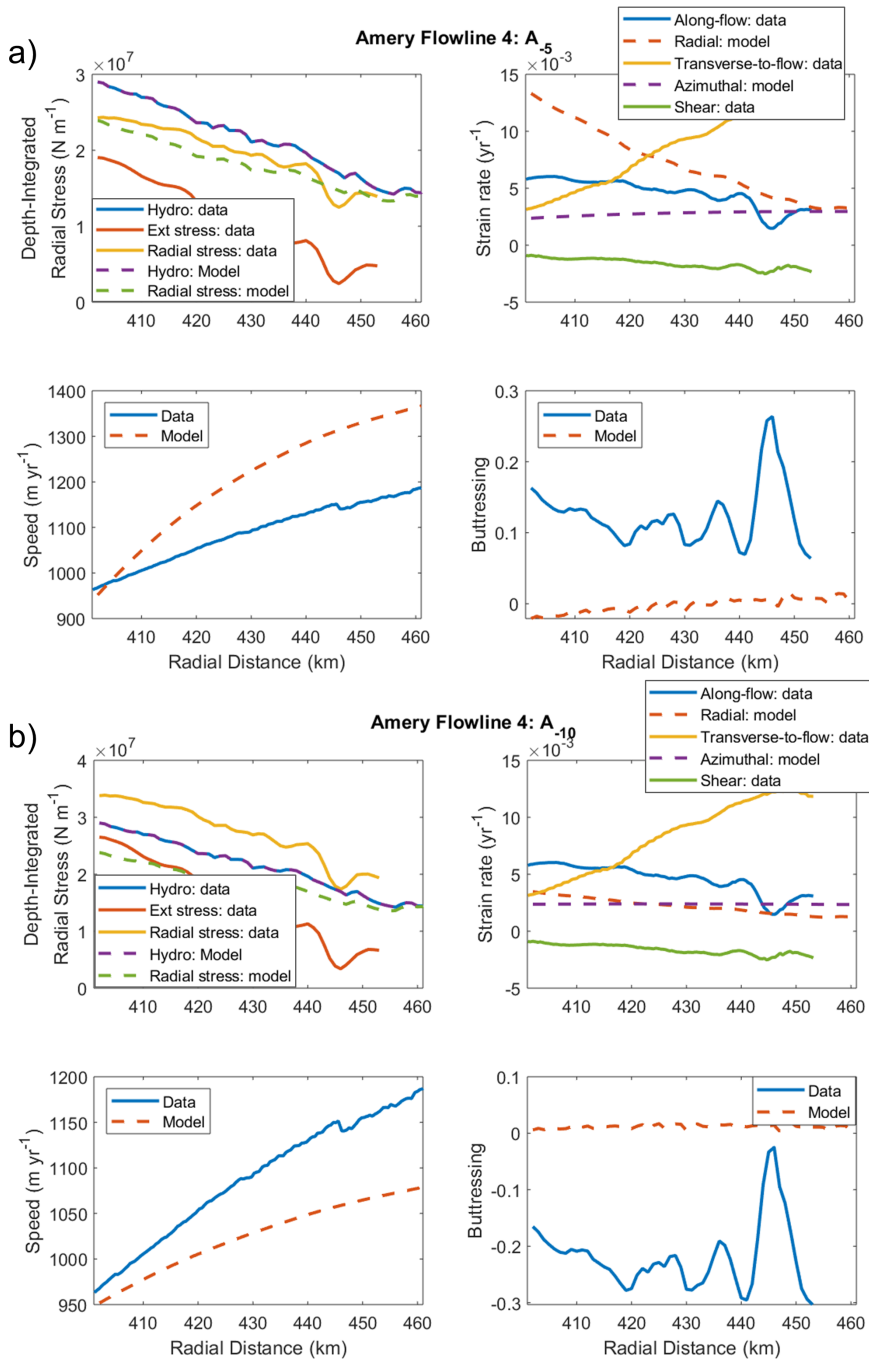 a)
Amery Flowline 4: A-5
Along-flow: data
Radial: model
Transverse-to-flow: data
Azimuthal: model
Shear: data
×10^7
3
2
1
0
Depth-Integrated
Radial Stress (N m-1)
Hydro: data
Ext stress: data
Radial stress: data
Hydro: Model
Radial stress: model
410 420 430 440 450 460
×10^-3
15
10
5
0
-5
Strain rate (yr-1)
410 420 430 440 450 460
1400
1300
1200
1100
1000
900
Speed (m yr-1)
Data
Model
410 420 430 440 450 460
Radial Distance (km)
0.3
0.2
0.1
0
Buttressing
Data
Model
410 420 430 440 450 460
Radial Distance (km)
b)
Amery Flowline 4: A-10
Along-flow: data
Radial: model
Transverse-to-flow: data
Azimuthal: model
Shear: data
×10^7
4
3
2
1
0
Depth-Integrated
Radial Stress (N m-1)
Hydro: data
Ext stress: data
Radial stress: data
Hydro: Model
Radial stress: model
410 420 430 440 450 460
×10^-3
15
10
5
0
-5
Strain rate (yr-1)
410 420 430 440 450 460
1200
1150
1100
1050
1000
950
Speed (m yr-1)
Data
Model
410 420 430 440 450 460
Radial Distance (km)
0.1
0
-0.1
-0.2
-0.3
Buttressing
Data
Model
410 420 430 440 450 460
Radial Distance (km)